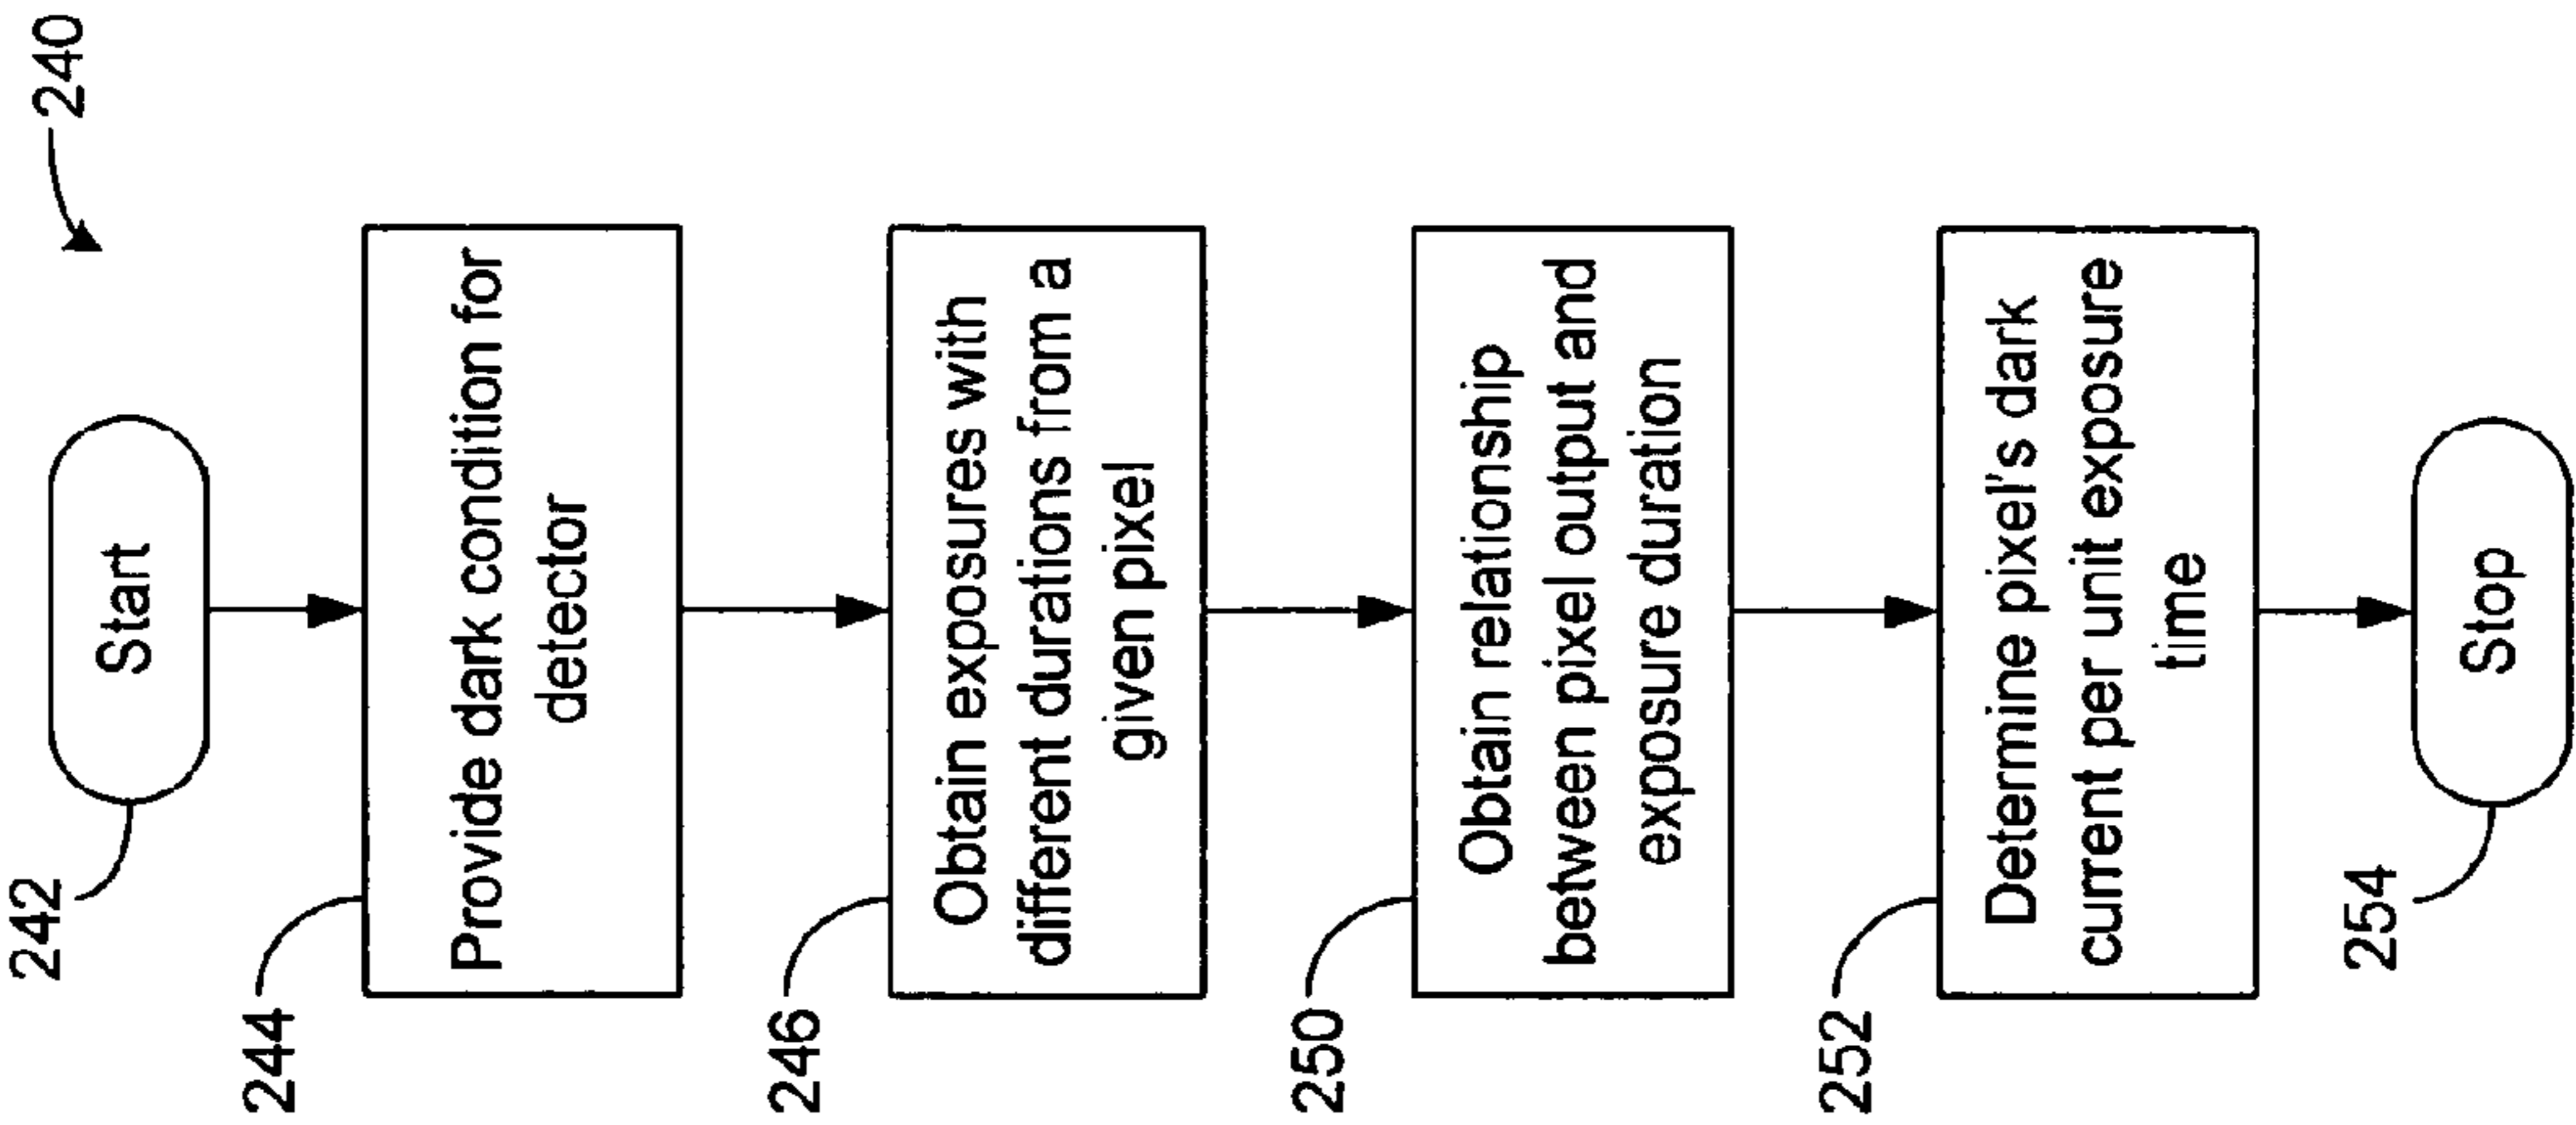 240
242
Start
244
Provide dark condition for
detector
246
Obtain exposures with
different durations from a
given pixel
250
Obtain relationship
between pixel output and
exposure duration
252
Determine pixel's dark
current per unit exposure
time
254
Stop